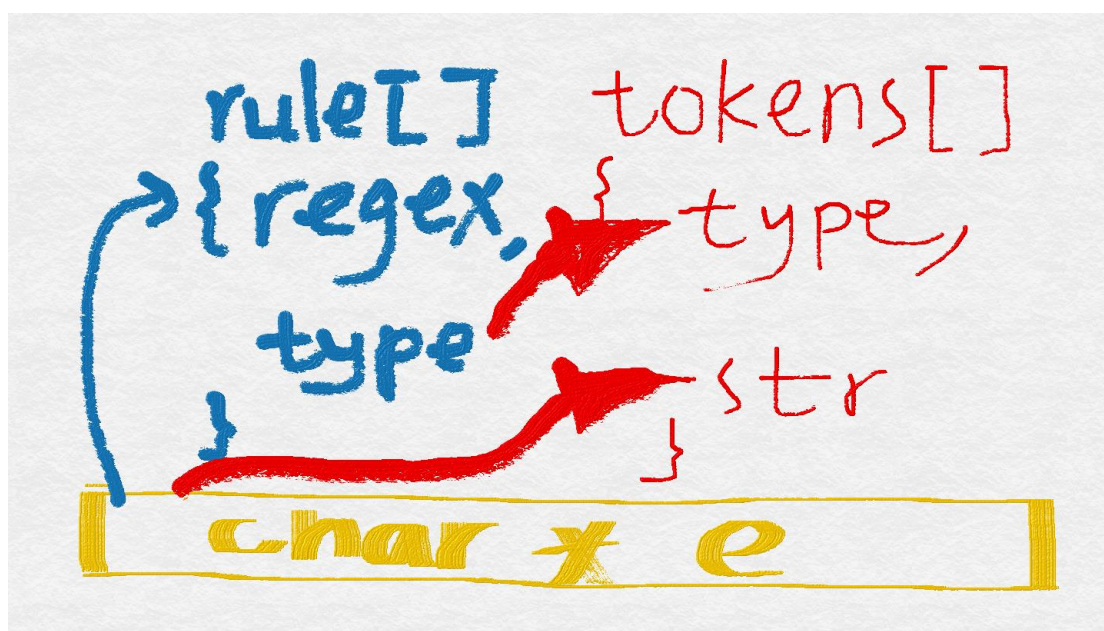 rule[]
{regex,
type
}
tokens[]
{
type,
str
}
char * e